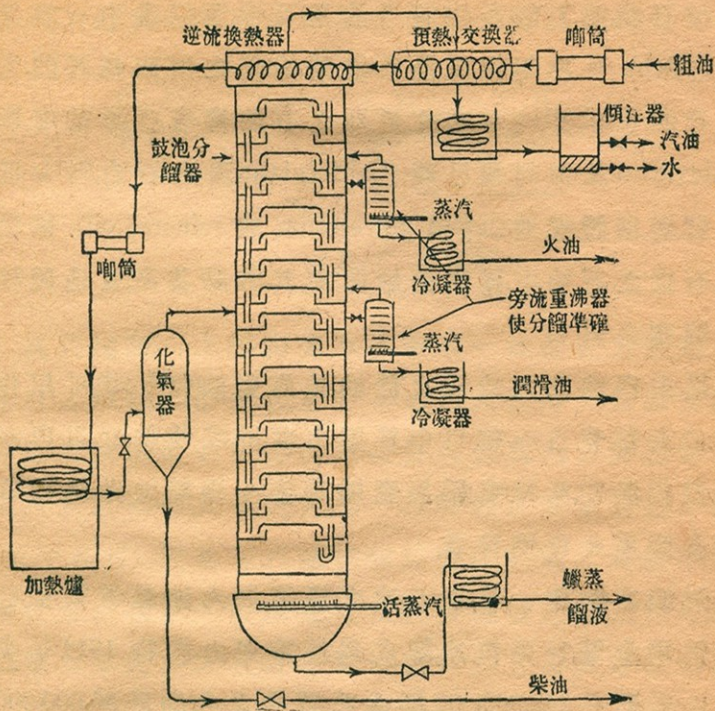 逆流換熱器
預熱交換器
唧筒
粗油
傾注器
汽油
水
鼓泡分
餾器
蒸汽
火油
冷凝器
唧筒
旁流重沸器
使分餾準確
化氣器
蒸汽
潤滑油
冷凝器
加熱爐
活蒸汽
蠟蒸
餾液
柴油